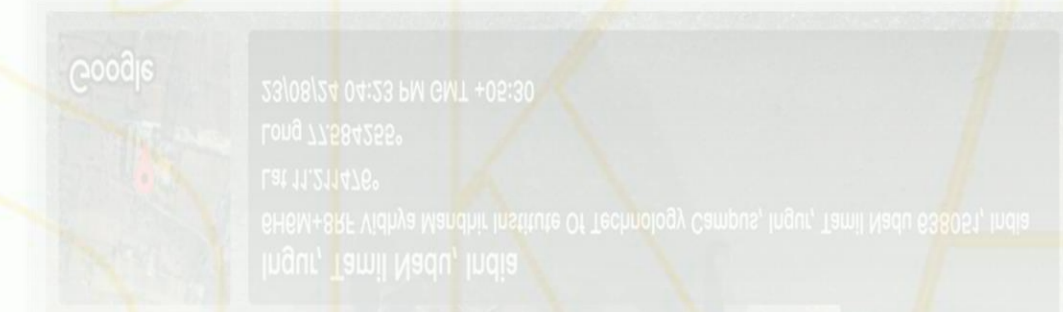 Ingur, Tamil Nadu, India
6H6M+8RF Vidhya Mandhir Institute Of Technology Campus, Ingur, Tamil Nadu 638051, India
Lat 11.211476°
Long 77.584255°
23/08/24 04:23 PM GMT +05:30
Google